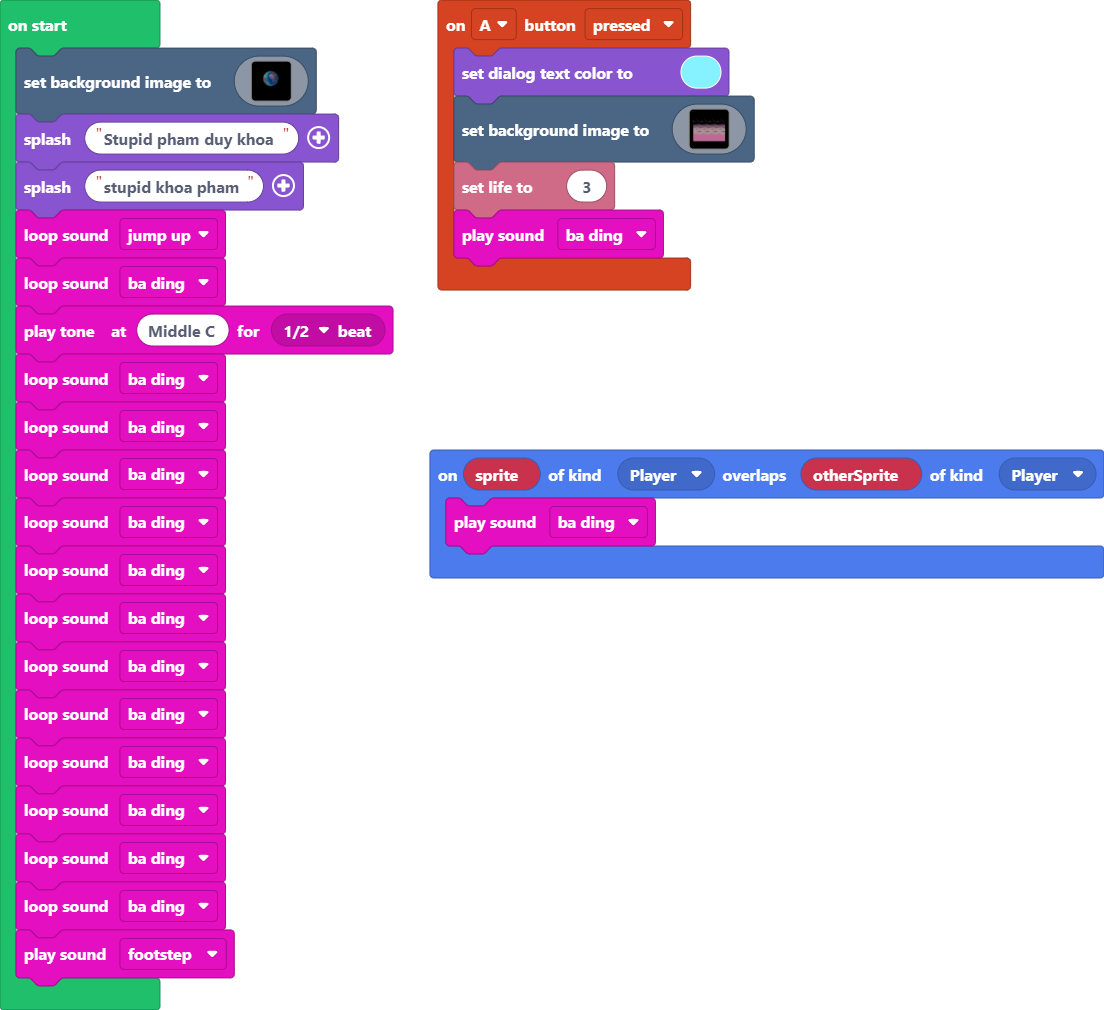 on start
set background image to
splash "Stupid pham duy khoa "
splash "stupid khoa pham "
loop sound jump up
loop sound ba ding
play tone at Middle C for 1/2 beat
loop sound ba ding
loop sound ba ding
loop sound ba ding
loop sound ba ding
loop sound ba ding
loop sound ba ding
loop sound ba ding
loop sound ba ding
loop sound ba ding
loop sound ba ding
loop sound ba ding
loop sound ba ding
play sound footstep
on A button pressed
set dialog text color to
set background image to
set life to 3
play sound ba ding
on sprite of kind Player overlaps otherSprite of kind Player
play sound ba ding